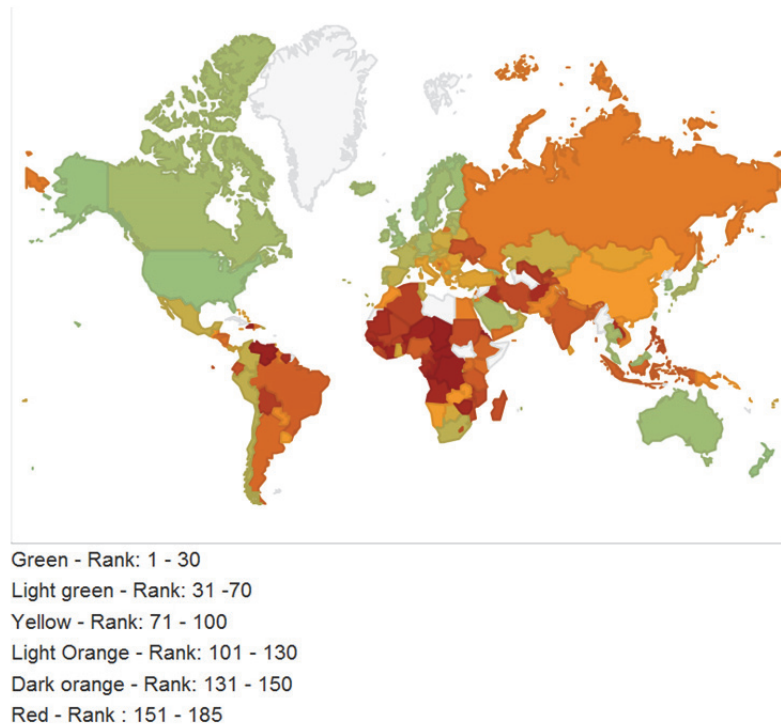 Green - Rank: 1 - 30
Light green - Rank: 31 -70
Yellow - Rank: 71 - 100
Light Orange - Rank: 101 - 130
Dark orange - Rank: 131 - 150
Red - Rank : 151 - 185